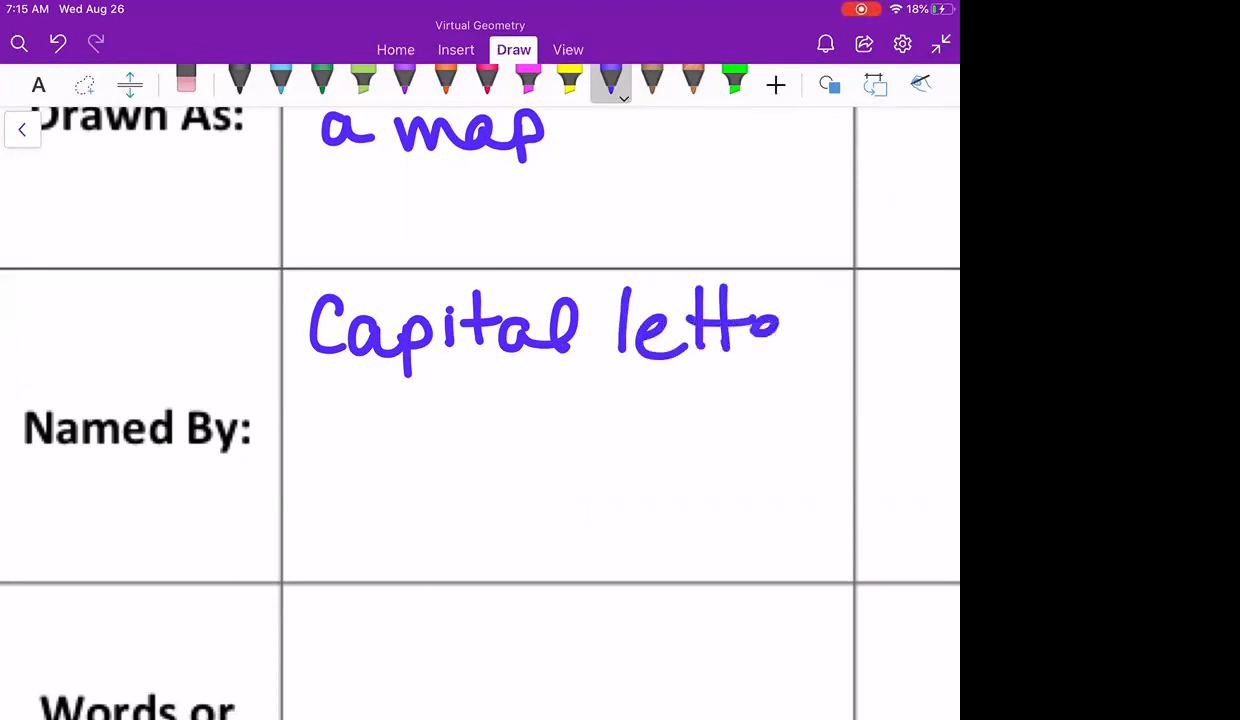 7:15 AM Wed Aug 26 18%
Virtual Geometry
Home Insert Draw View
A
Drawn As:
a map
Capital lette
Named By:
Words or